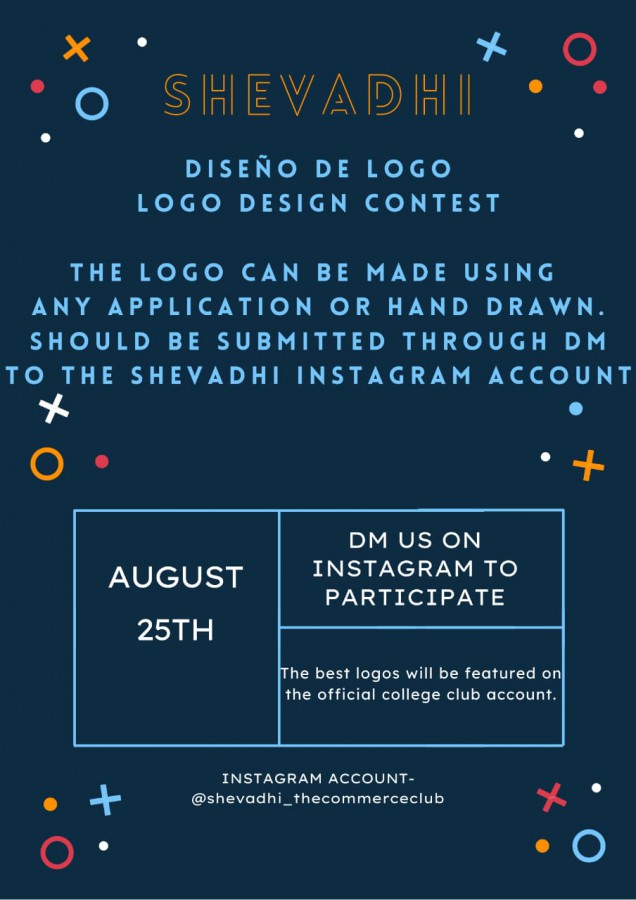 SHEVADHI
DISEÑO DE LOGO
LOGO DESIGN CONTEST
THE LOGO CAN BE MADE USING
ANY APPLICATION OR HAND DRAWN.
SHOULD BE SUBMITTED THROUGH DM
TO THE SHEVADHI INSTAGRAM ACCOUNT
AUGUST
25TH
DM US ON
INSTAGRAM TO
PARTICIPATE
The best logos will be featured on
the official college club account.
INSTAGRAM ACCOUNT-
@shevadhi_thecommerceclub